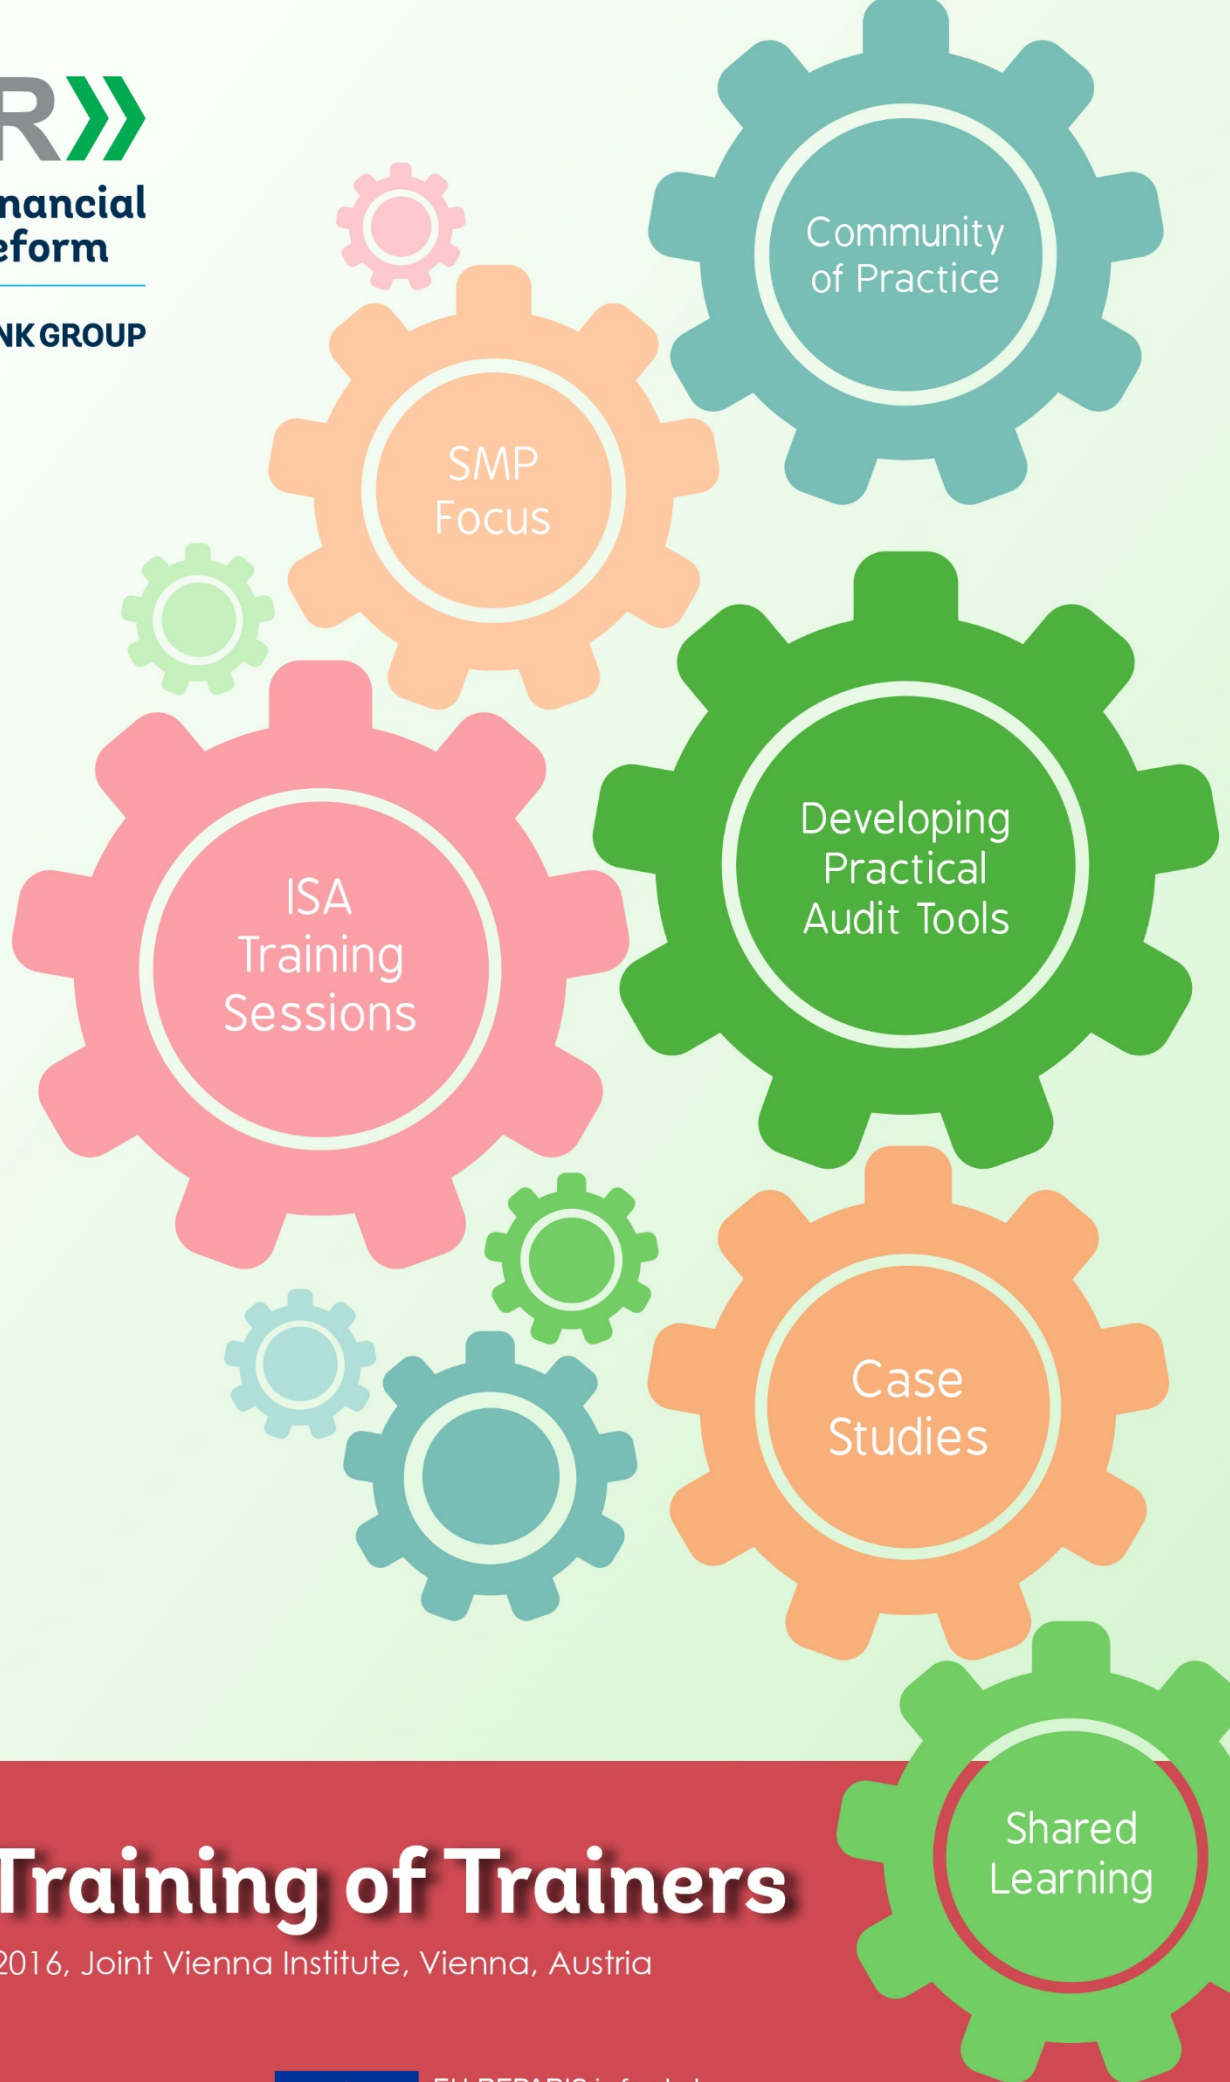 R
nancial
eform
NK GROUP
Community
of Practice
SMP
Focus
Developing
Practical
Audit Tools
ISA
Training
Sessions
Case
Studies
Shared
Learning
Training of Trainers
2016, Joint Vienna Institute, Vienna, Austria